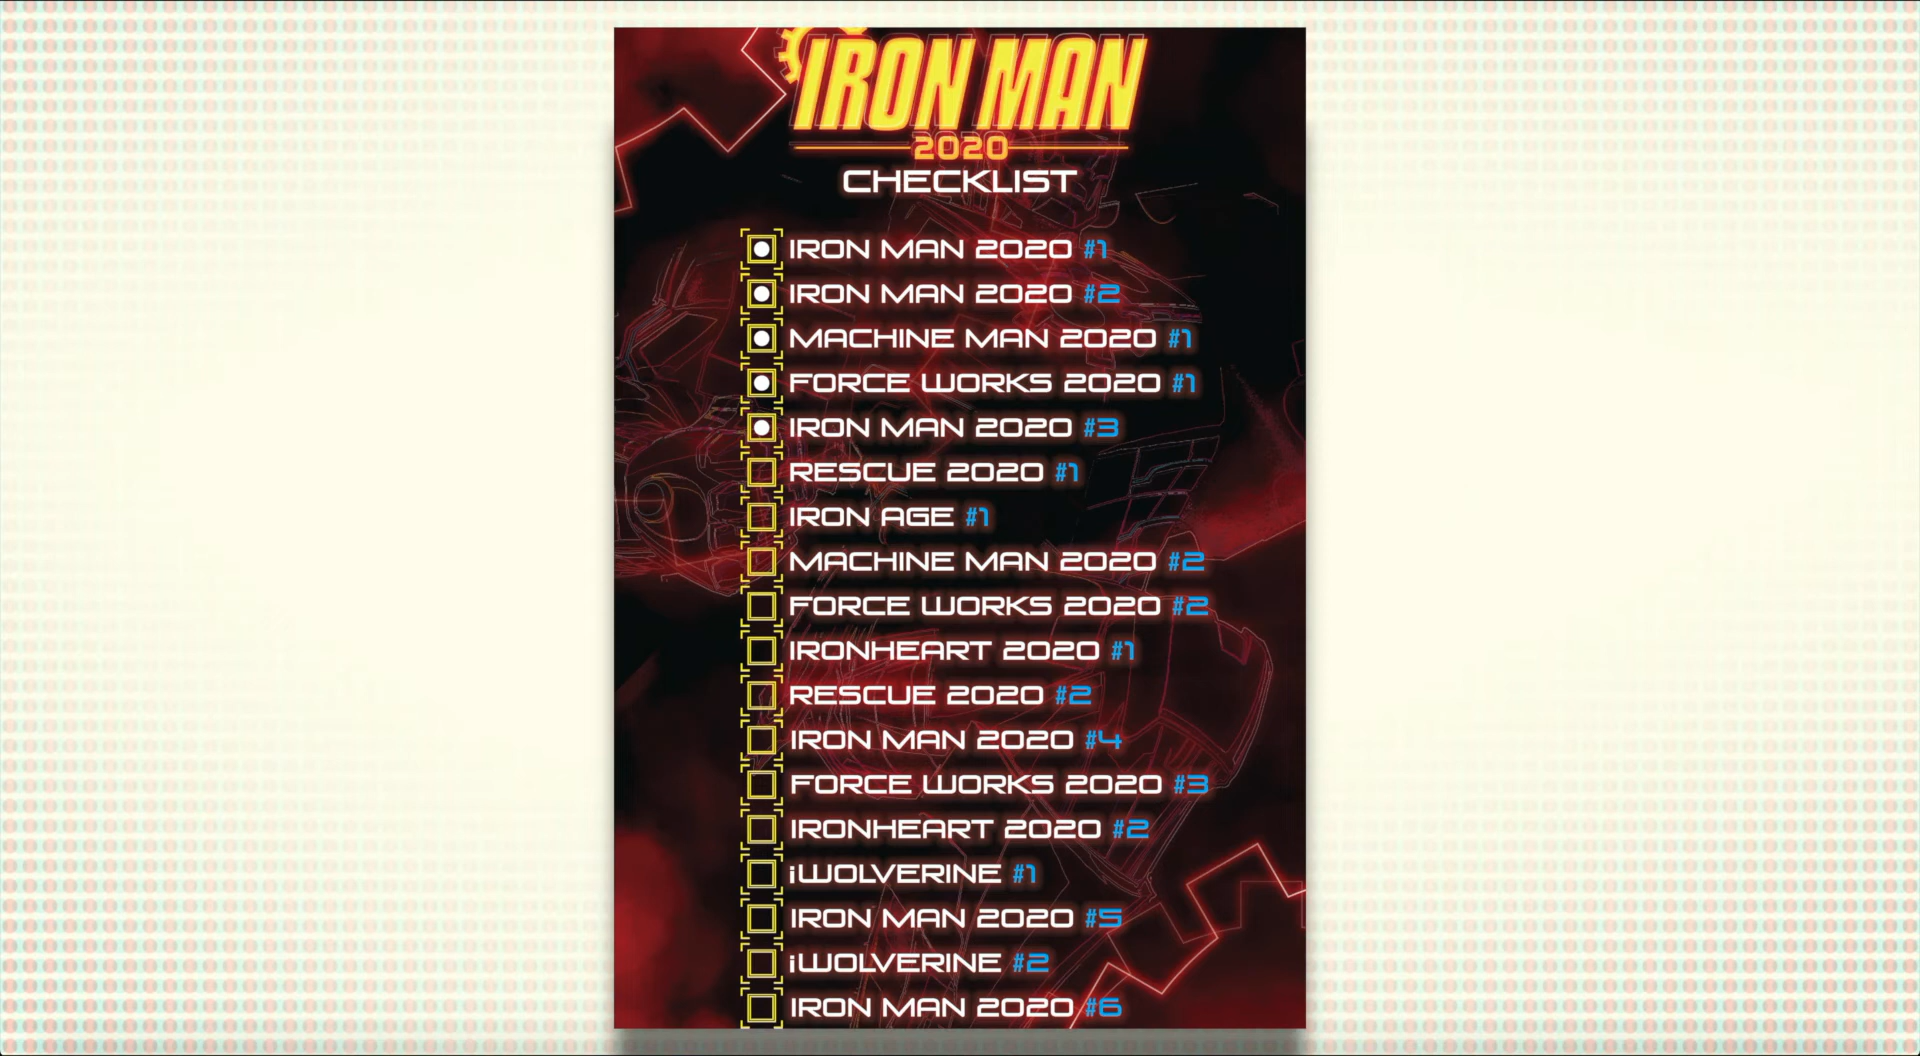 IRON MAN
2020
CHECKLIST
IRON MAN 2020 #1
IRON MAN 2020 #2
MACHINE MAN 2020 #1
FORCE WORKS 2020 #1
IRON MAN 2020 #3
RESCUE 2020 #1
IRON AGE #1
MACHINE MAN 2020 #2
FORCE WORKS 2020 #2
IRONHEART 2020 #1
RESCUE 2020 #2
IRON MAN 2020 #4
FORCE WORKS 2020 #3
IRONHEART 2020 #2
iWOLVERINE #1
IRON MAN 2020 #5
iWOLVERINE #2
IRON MAN 2020 #6